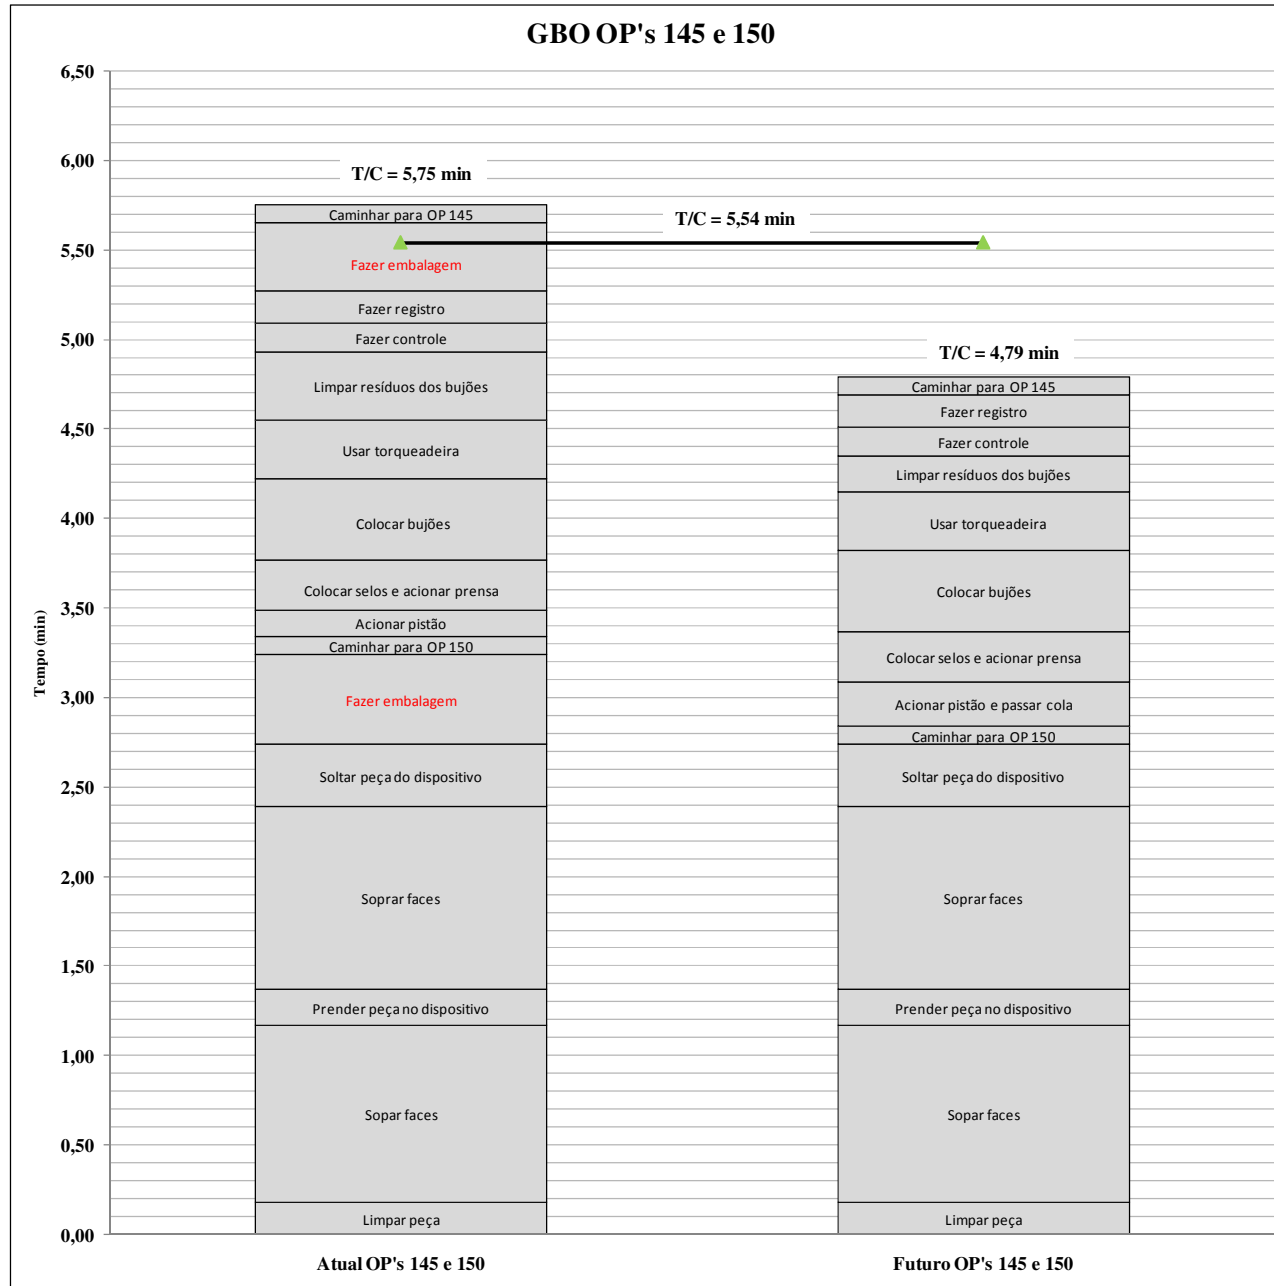 GBO OP's 145 e 150
6,50
6,00
5,50
5,00
4,50
4,00
3,50
3,00
2,50
2,00
1,50
1,00
0,50
0,00
Tempo (min)
T/C = 5,75 min
Caminhar para OP 145
Fazer embalagem
Fazer registro
Fazer controle
Limpar resíduos dos bujões
Usar torqueadeira
Colocar bujões
Colocar selos e acionar prensa
Acionar pistão
Caminhar para OP 150
Fazer embalagem
Soltar peça do dispositivo
Soprar faces
Prender peça no dispositivo
Sopar faces
Limpar peça
T/C = 5,54 min
T/C = 4,79 min
Caminhar para OP 145
Fazer registro
Fazer controle
Limpar resíduos dos bujões
Usar torqueadeira
Colocar bujões
Colocar selos e acionar prensa
Acionar pistão e passar cola
Caminhar para OP 150
Soltar peça do dispositivo
Soprar faces
Prender peça no dispositivo
Sopar faces
Limpar peça
Atual OP's 145 e 150
Futuro OP's 145 e 150